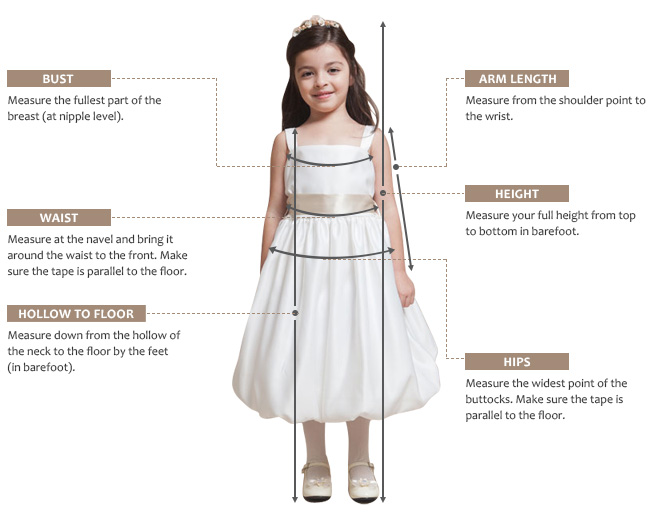 BUST
Measure the fullest part of the
breast (at nipple level).
WAIST
Measure at the navel and bring it
around the waist to the front. Make
sure the tape is parallel to the floor.
HOLLOW TO FLOOR
Measure down from the hollow of
the neck to the floor by the feet
(in barefoot).
ARM LENGTH
Measure from the shoulder point to
the wrist.
HEIGHT
Measure your full height from top
to bottom in barefoot.
HIPS
Measure the widest point of the
buttocks. Make sure the tape is
parallel to the floor.